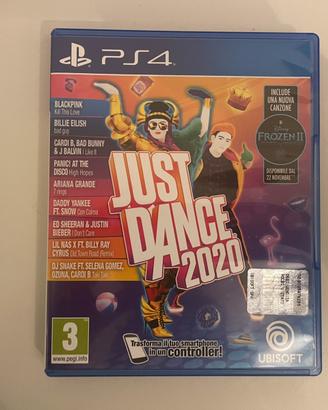 PS4
BLACKPINK
Kill This Love
BILLIE EILISH
bad guy
CARDI B, BAD BUNNY
& J BALVIN I Like It
PANIC! AT THE
DISCO High Hopes
ARIANA GRANDE
7 rings
DADDY YANKEE
FT. SNOW Con Calma
ED SHEERAN & JUSTIN
BIEBER I Don't Care
LIL NAS X FT. BILLY RAY
CYRUS Old Town Road (Remix)
DJ SNAKE FT. SELENA GOMEZ,
OZUNA, CARDI B Taki Taki
INCLUDE
UNA NUOVA
CANZONE
Disney
FROZEN II
DISPONIBILE DAL
22 NOVEMBRE
JUST
DANCE
2020
3
www.pegi.info
Trasforma il tuo smartphone
in un controller!
UBISOFT